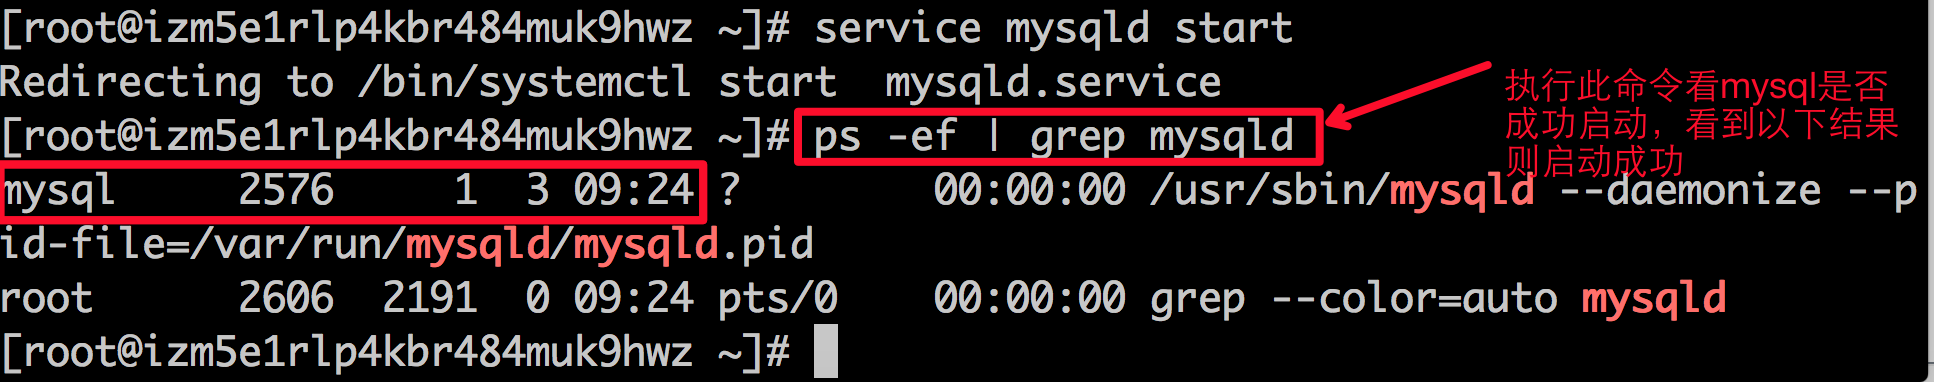 [root@izm5e1rlp4kbr484muk9hwz ~]# service mysqld start
Redirecting to /bin/systemctl start  mysqld.service
[root@izm5e1rlp4kbr484muk9hwz ~]# ps -ef | grep mysqld
执行此命令看mysql是否
成功启动，看到以下结果
则启动成功
mysql     2576     1  3 09:24 ?        00:00:00 /usr/sbin/mysqld --daemonize --p
id-file=/var/run/mysqld/mysqld.pid
root      2606  2191  0 09:24 pts/0    00:00:00 grep --color=auto mysqld
[root@izm5e1rlp4kbr484muk9hwz ~]#